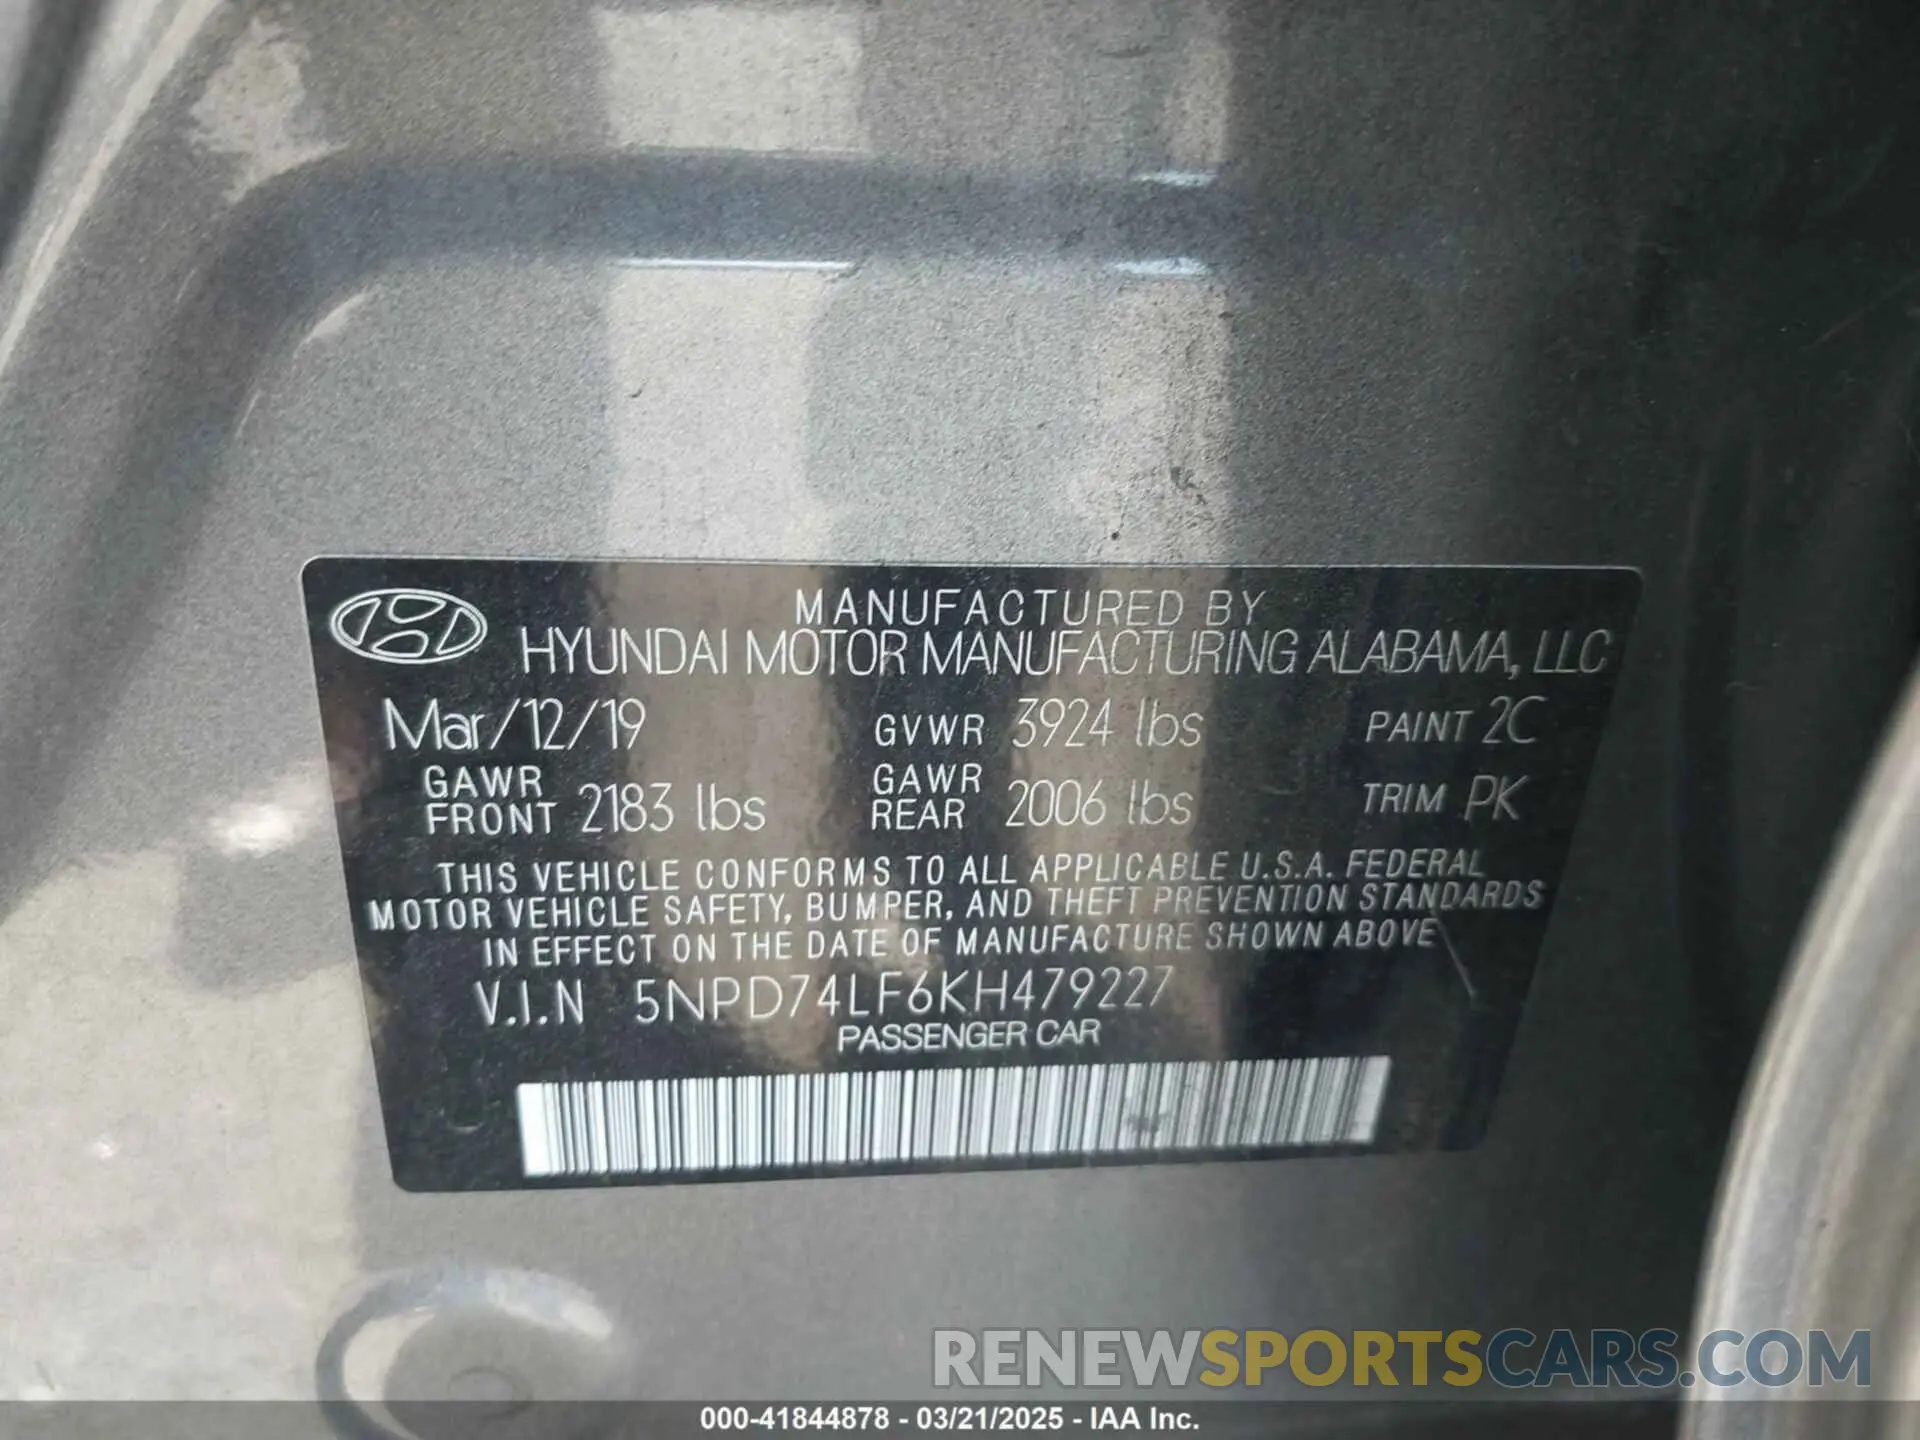 MANUFACTURED BY
HYUNDAI MOTOR MANUFACTURING ALABAMA, LLC
Mar/12/19 GVWR 3924 lbs PAINT 2C
GAWR FRONT 2183 lbs GAWR REAR 2006 lbs TRIM PK
THIS VEHICLE CONFORMS TO ALL APPLICABLE U.S.A. FEDERAL
MOTOR VEHICLE SAFETY, BUMPER, AND THEFT PREVENTION STANDARDS
IN EFFECT ON THE DATE OF MANUFACTURE SHOWN ABOVE
V.I.N 5NPD74LF6KH479227
PASSENGER CAR
RENEWSPORTSCARS.COM
000-41844878 - 03/21/2025 - IAA Inc.